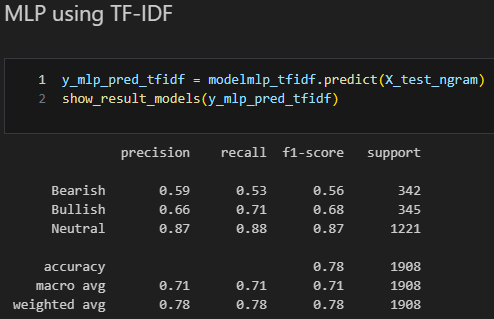 MLP using TF-IDF
1 y_mlp_pred_tfidf = modelmlp_tfidf.predict(X_test_ngram)
2 show_result_models(y_mlp_pred_tfidf)
precision recall f1-score support
Bearish 0.59 0.53 0.56 342
Bullish 0.66 0.71 0.68 345
Neutral 0.87 0.88 0.87 1221
accuracy 0.78 1908
macro avg 0.71 0.71 0.71 1908
weighted avg 0.78 0.78 0.78 1908